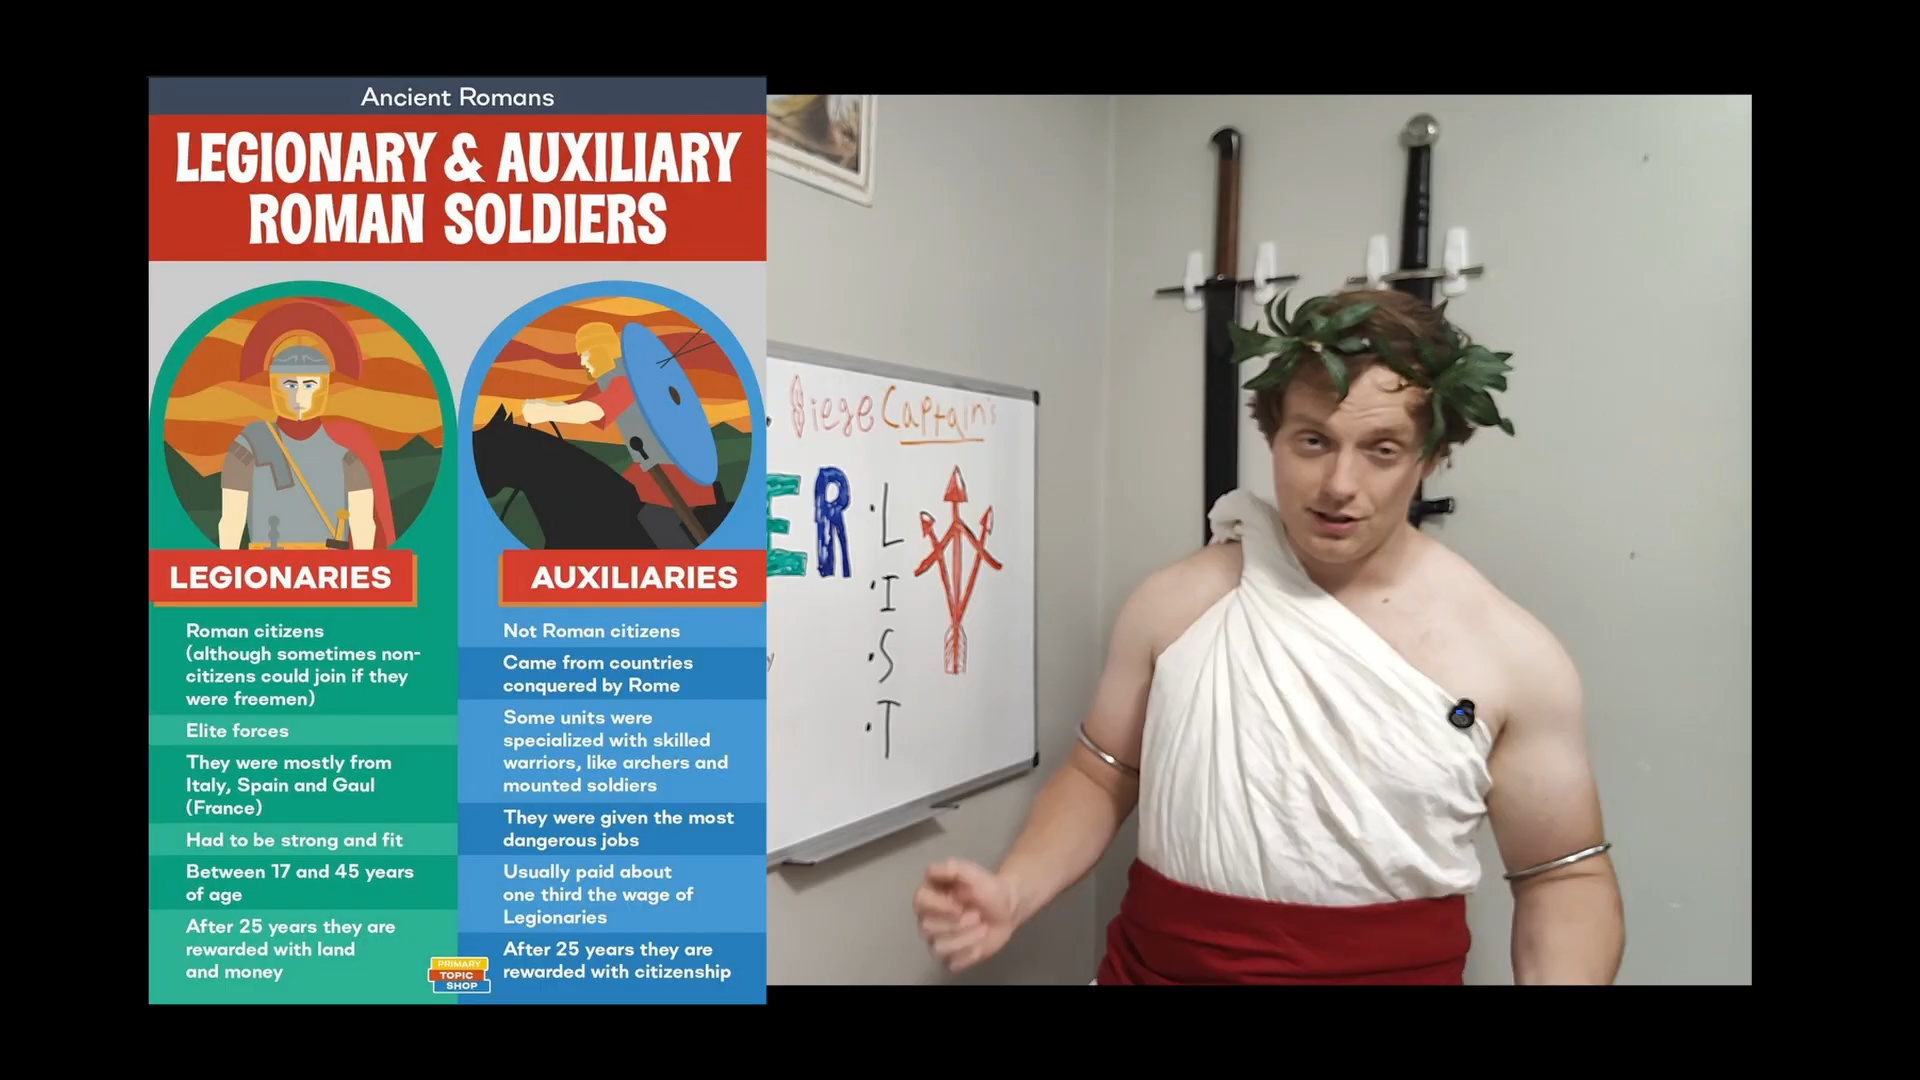 Ancient Romans
LEGIONARY & AUXILIARY
ROMAN SOLDIERS
LEGIONARIES
Roman citizens
(although sometimes non-
citizens could join if they
were freemen)
Elite forces
They were mostly from
Italy, Spain and Gaul
(France)
Had to be strong and fit
Between 17 and 45 years
of age
After 25 years they are
rewarded with land
and money
AUXILIARIES
Not Roman citizens
Came from countries
conquered by Rome
Some units were
specialized with skilled
warriors, like archers and
mounted soldiers
They were given the most
dangerous jobs
Usually paid about
one third the wage of
Legionaries
After 25 years they are
rewarded with citizenship
PRIMARY
TOPIC
SHOP
Siege Captain's
ER
· L
· I
· S
· T